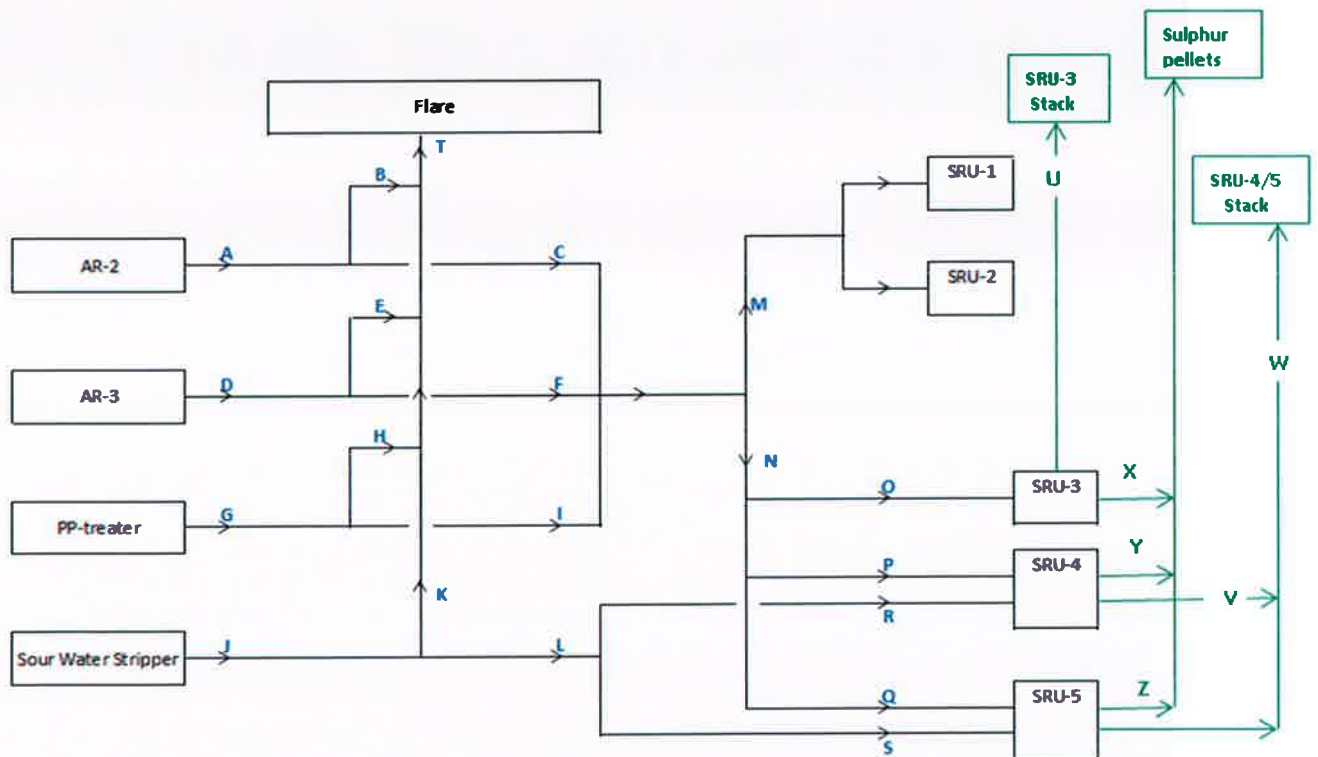 Sulphur
pellets
SRU-3
Stack
Flare
T
B
SRU-1
U
SRU-4/5
Stack
AR-2
A
C
SRU-2
E
M
W
AR-3
D
F
H
N
X
O
SRU-3
PP-treater
G
I
Y
P
SRU-4
K
R
V
Sour Water Stripper
J
L
Q
SRU-5
Z
S